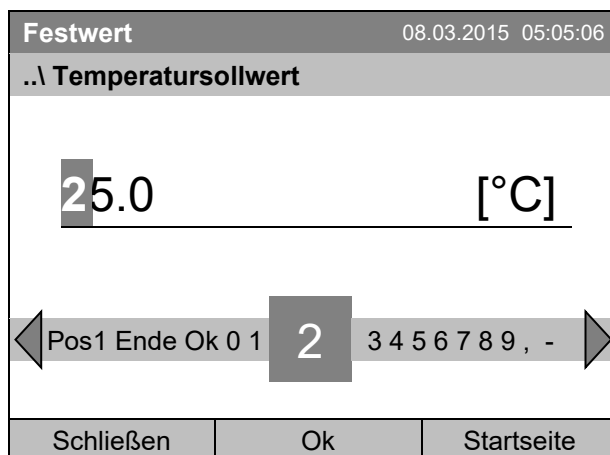 Festwert 08.03.2015 05:05:06
..\ Temperatursollwert
25.0 [°C]
Pos1 Ende Ok 0 1 2 3 4 5 6 7 8 9 , -
Schließen Ok Startseite